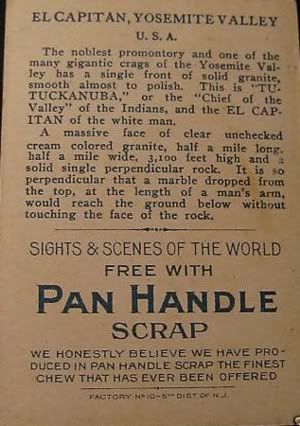 EL CAPITAN, YOSEMITE VALLEY
U. S. A.
The noblest promontory and one of the
many gigantic crags of the Yosemite Val-
ley has a single front of solid granite,
smooth almost to polish. This is "TU-
TUCKANUBA," or the "Chief of the
Valley" of the Indians, and the EL CAP-
ITAN of the white man.
A massive face of clear unchecked
cream colored granite, half a mile long,
half a mile wide, 3,100 feet high and a
solid single perpendicular rock. It is so
perpendicular that a marble dropped from
the top, at the length of a man's arm,
would reach the ground below without
touching the face of the rock.
SIGHTS & SCENES OF THE WORLD
FREE WITH
PAN HANDLE
SCRAP
WE HONESTLY BELIEVE WE HAVE PRO-
DUCED IN PAN HANDLE SCRAP THE FINEST
CHEW THAT HAS EVER BEEN OFFERED
FACTORY No 10-5TH DIST. OF N.J.